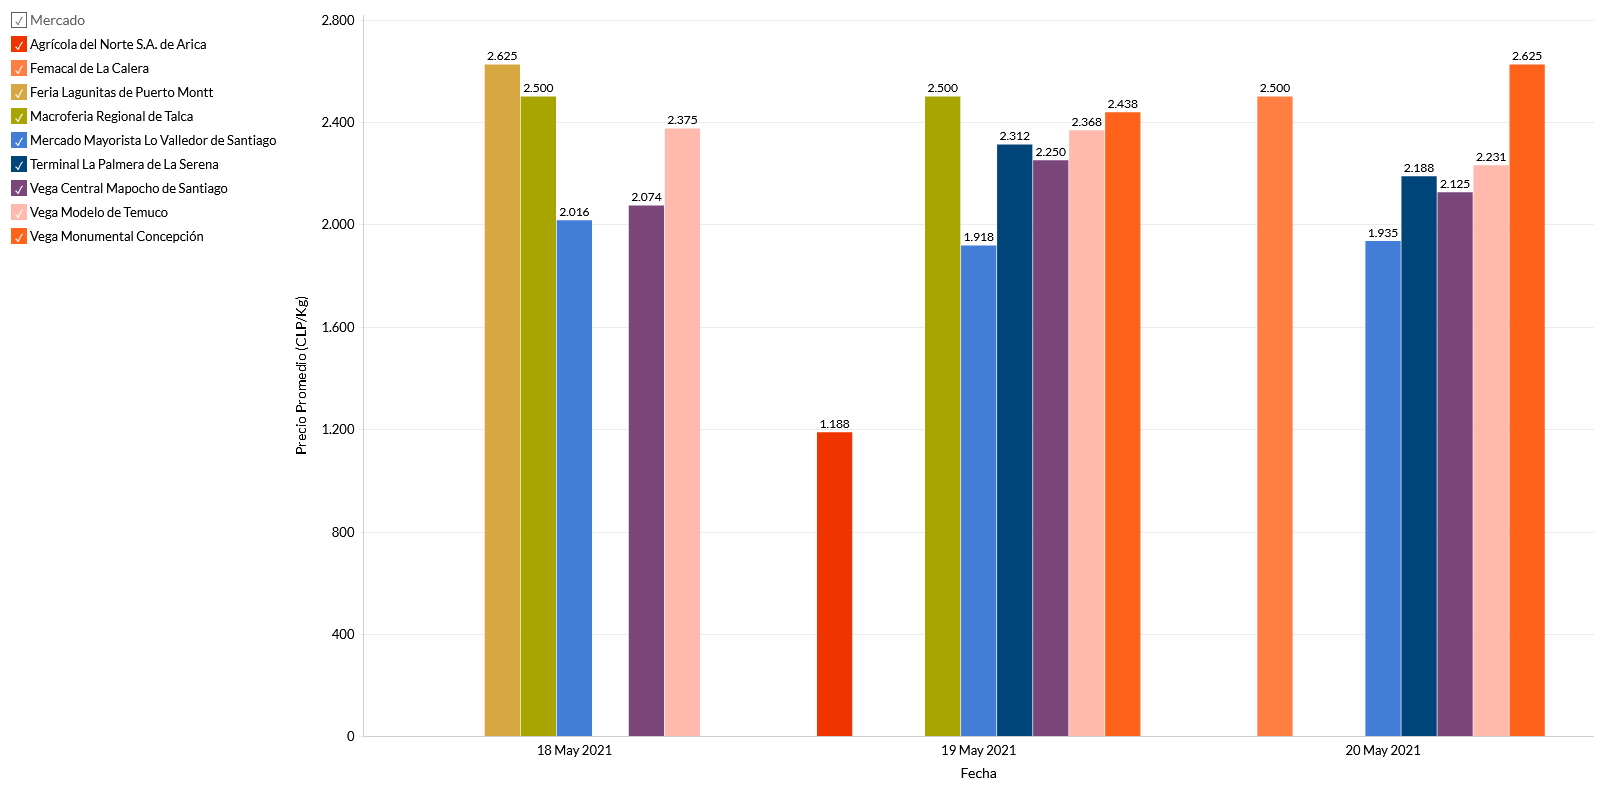 Mercado
Agrícola del Norte S.A. de Arica
Femacal de La Calera
Feria Lagunitas de Puerto Montt
Macroferia Regional de Talca
Mercado Mayorista Lo Valledor de Santiago
Terminal La Palmera de La Serena
Vega Central Mapocho de Santiago
Vega Modelo de Temuco
Vega Monumental Concepción
Precio Promedio (CLP/Kg)
2.800
2.400
2.000
1.600
1.200
800
400
0
2.625
2.500
2.016
2.074
2.375
1.188
2.500
1.918
2.312
2.250
2.368
2.438
2.500
1.935
2.188
2.125
2.231
2.625
18 May 2021
19 May 2021
20 May 2021
Fecha